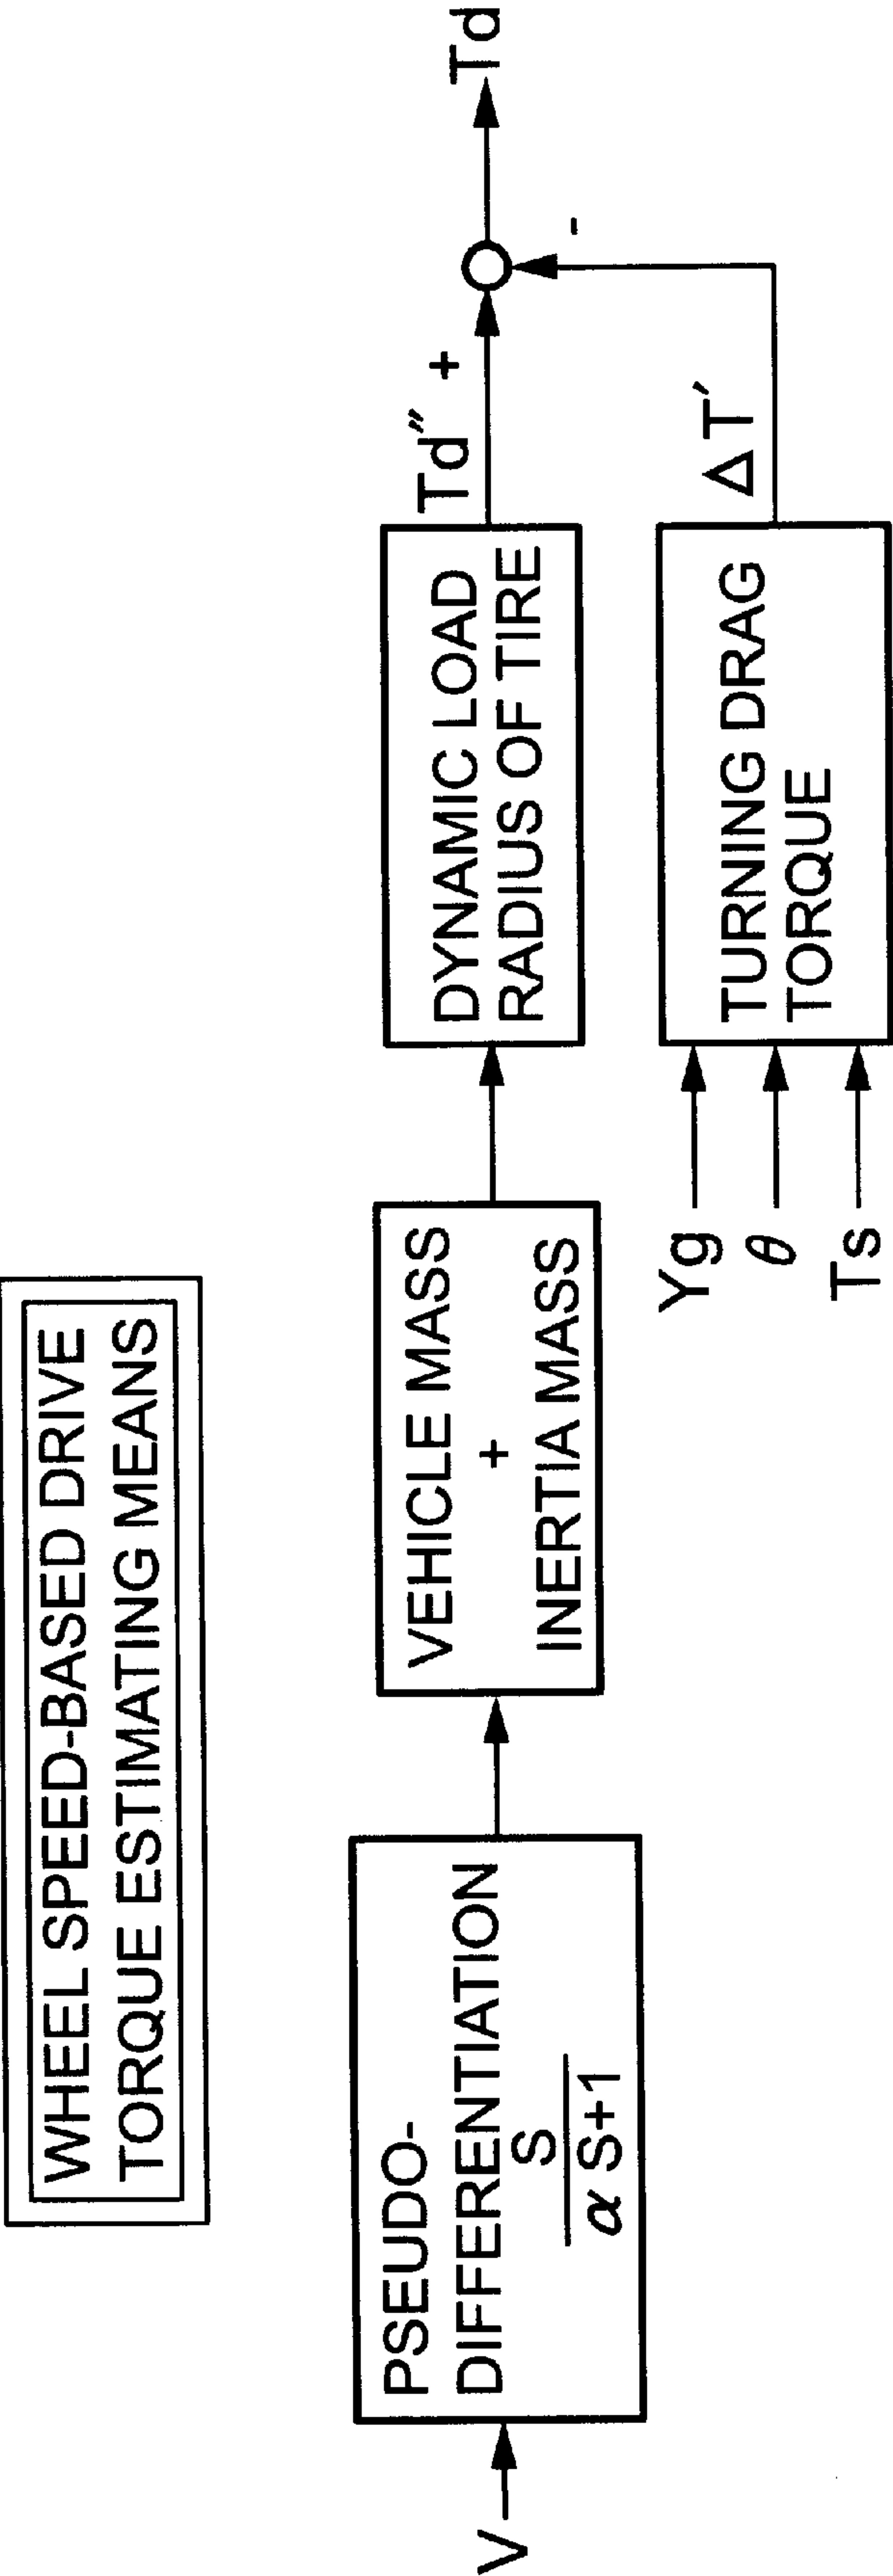 WHEEL SPEED-BASED DRIVE
TORQUE ESTIMATING MEANS
V
PSEUDO-
DIFFERENTIATION
S
α S+1
VEHICLE MASS
+
INERTIA MASS
DYNAMIC LOAD
RADIUS OF TIRE
Td″ +
Td
Yg
θ
Ts
TURNING DRAG
TORQUE
Δ T′
-